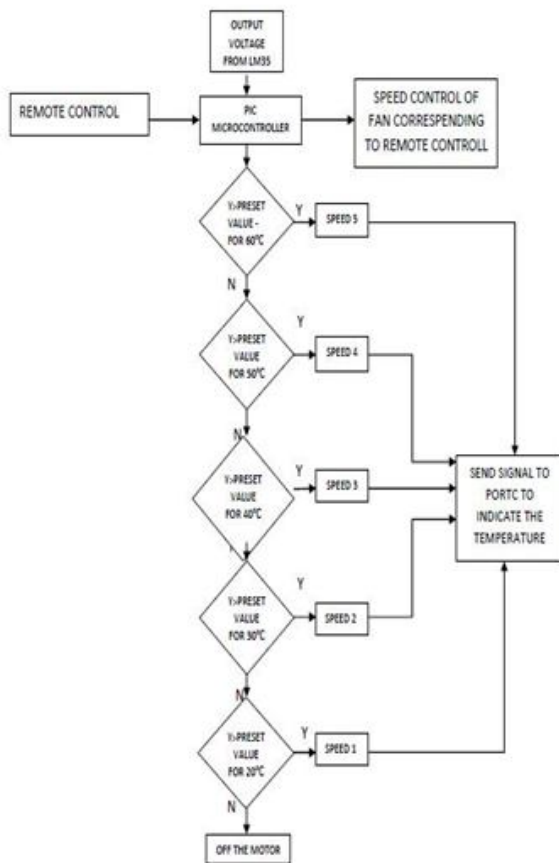 OUTPUT
VOLTAGE
FROM LM35
REMOTE CONTROL
PIC
MICROCONTROLLER
SPEED CONTROL OF
FAN CORRESPONDING
TO REMOTE CONTROLL
Y>PRESET
VALUE -
FOR 60℃
Y
SPEED 5
N
Y>PRESET
VALUE
FOR 50℃
Y
SPEED 4
N
Y>PRESET
VALUE
FOR 40℃
Y
SPEED 3
SEND SIGNAL TO
PORTC TO
INDICATE THE
TEMPERATURE
Y>PRESET
VALUE
FOR 30℃
Y
SPEED 2
N
Y>PRESET
VALUE
FOR 20℃
Y
SPEED 1
N
OFF THE MOTOR